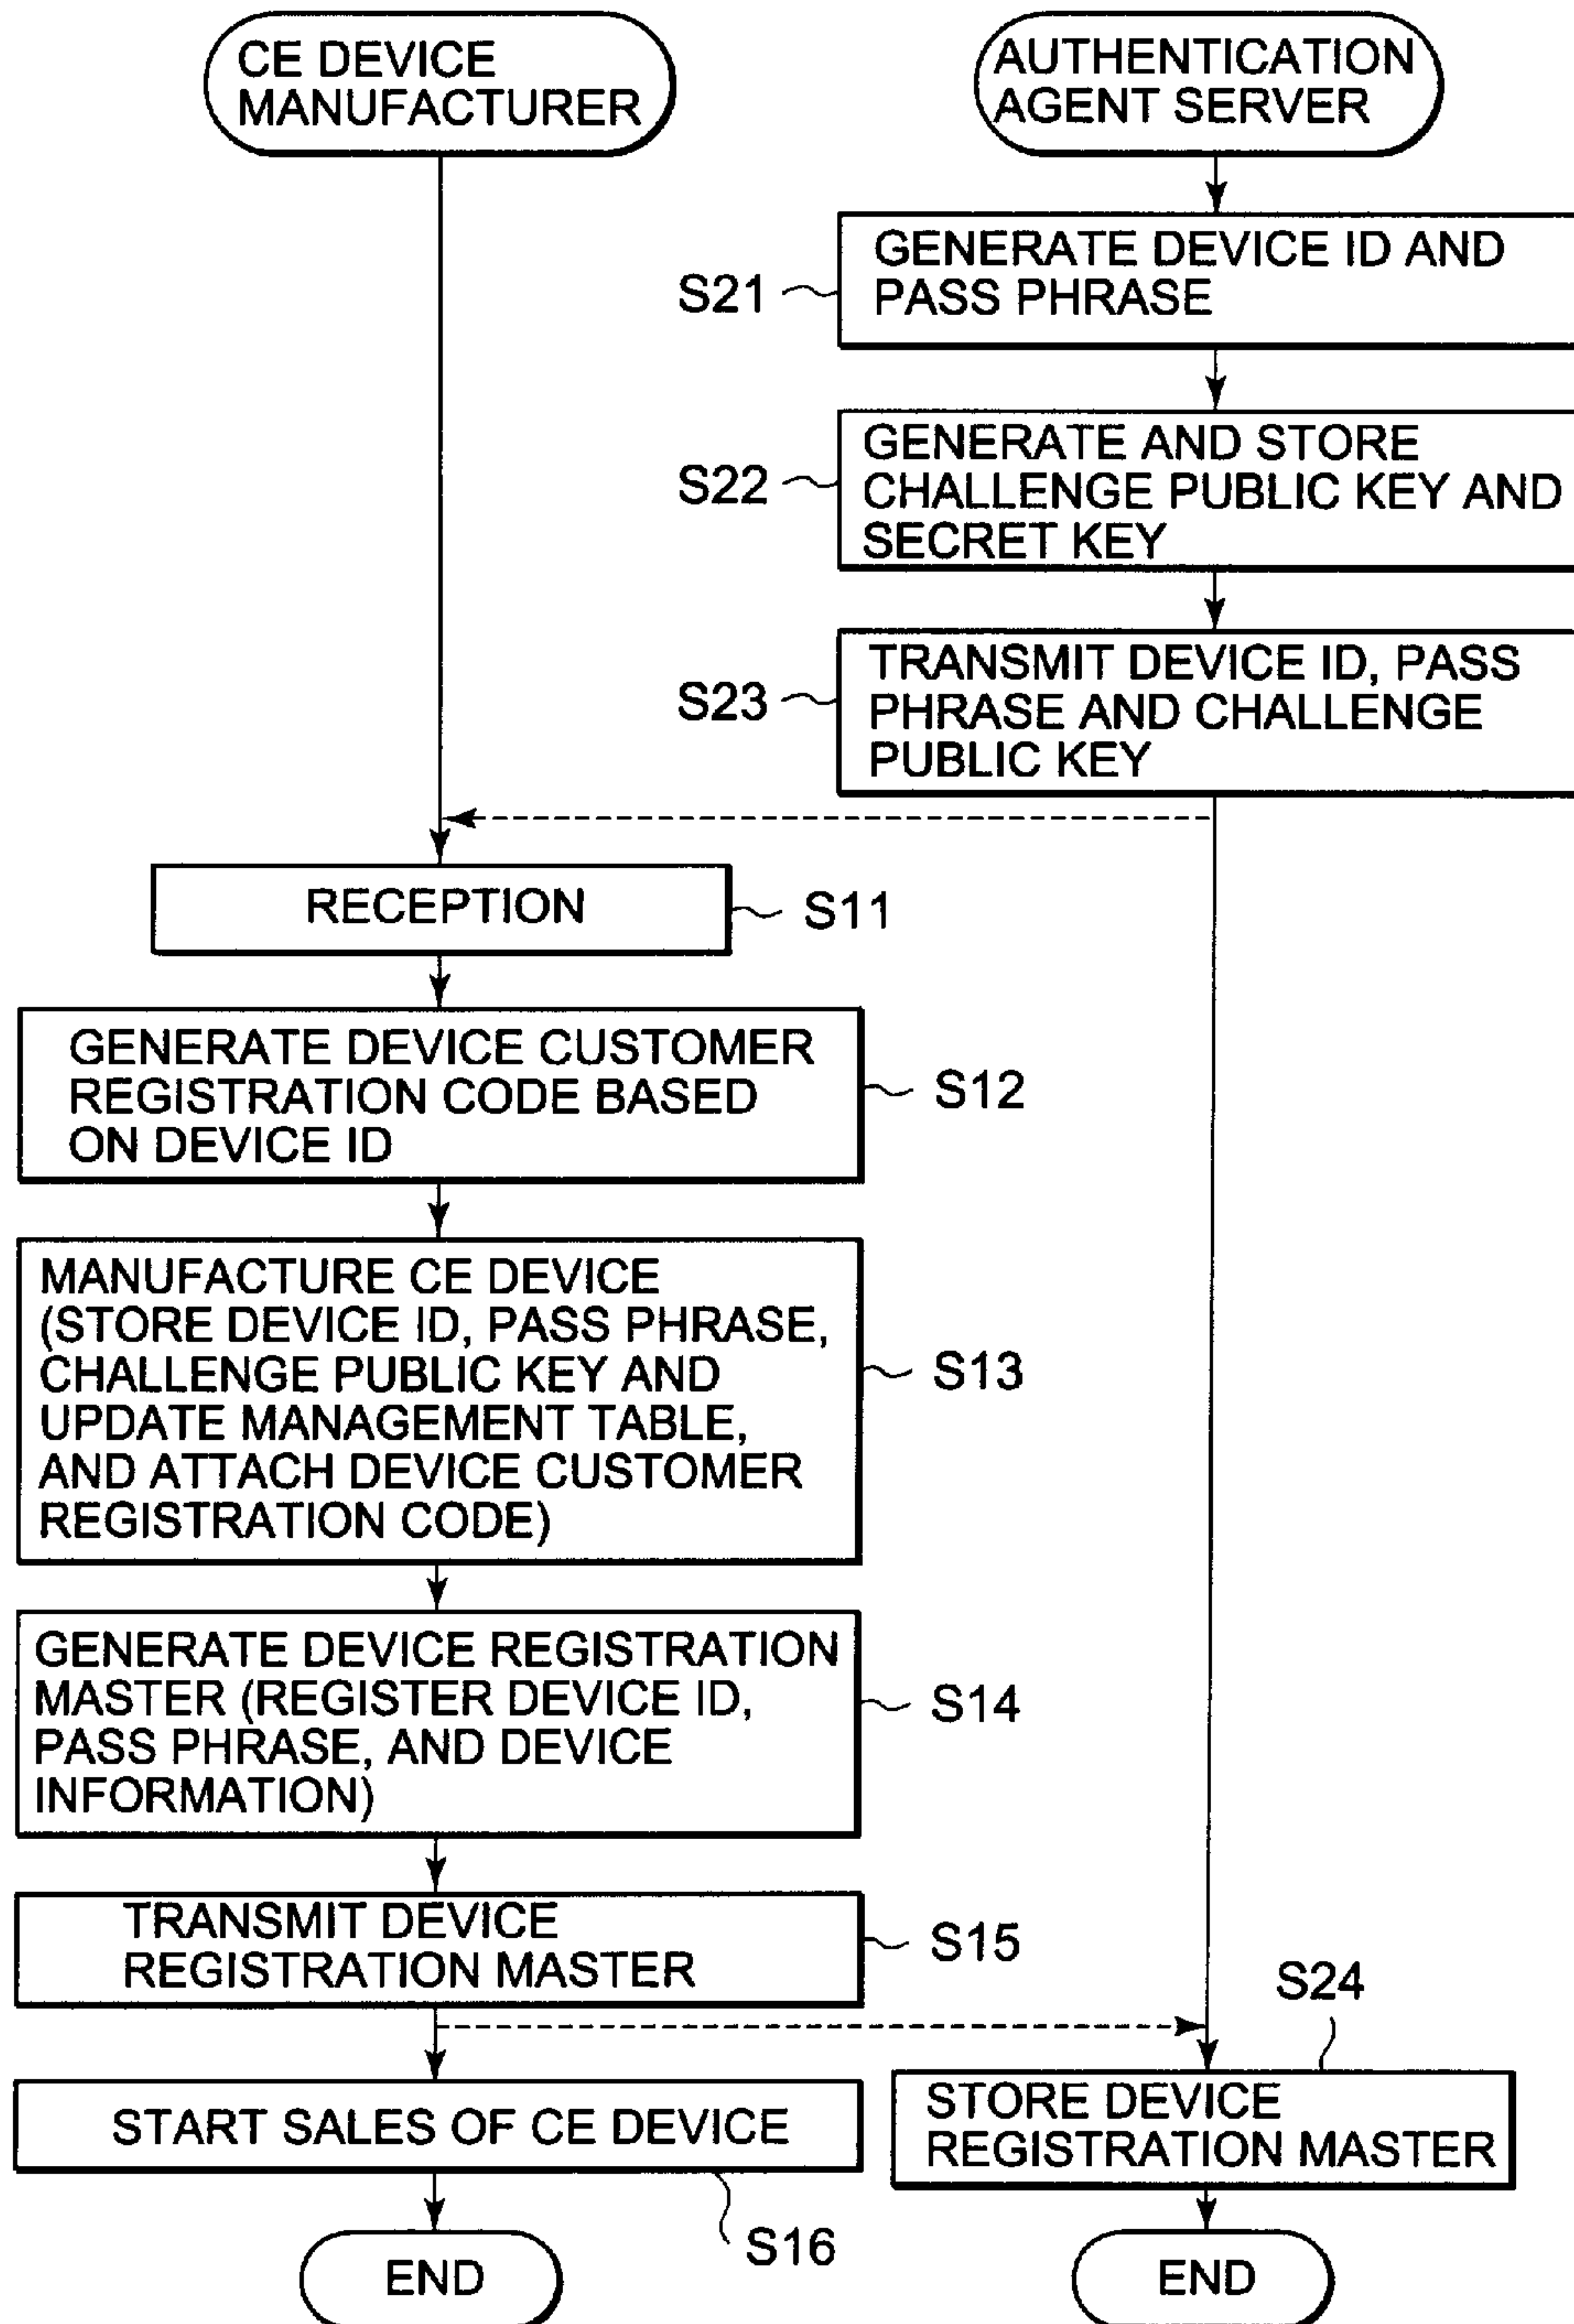 CE DEVICE
MANUFACTURER
AUTHENTICATION
AGENT SERVER
GENERATE DEVICE ID AND
PASS PHRASE
S21
GENERATE AND STORE
CHALLENGE PUBLIC KEY AND
SECRET KEY
S22
TRANSMIT DEVICE ID, PASS
PHRASE AND CHALLENGE
PUBLIC KEY
S23
RECEPTION
S11
GENERATE DEVICE CUSTOMER
REGISTRATION CODE BASED
ON DEVICE ID
S12
MANUFACTURE CE DEVICE
(STORE DEVICE ID, PASS PHRASE,
CHALLENGE PUBLIC KEY AND
UPDATE MANAGEMENT TABLE,
AND ATTACH DEVICE CUSTOMER
REGISTRATION CODE)
S13
GENERATE DEVICE REGISTRATION
MASTER (REGISTER DEVICE ID,
PASS PHRASE, AND DEVICE
INFORMATION)
S14
TRANSMIT DEVICE
REGISTRATION MASTER
S15
S24
START SALES OF CE DEVICE
S16
STORE DEVICE
REGISTRATION MASTER
END
END